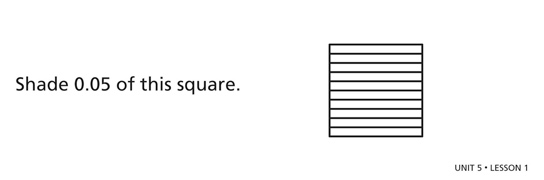 Shade 0.05 of this square.
UNIT 5 • LESSON 1